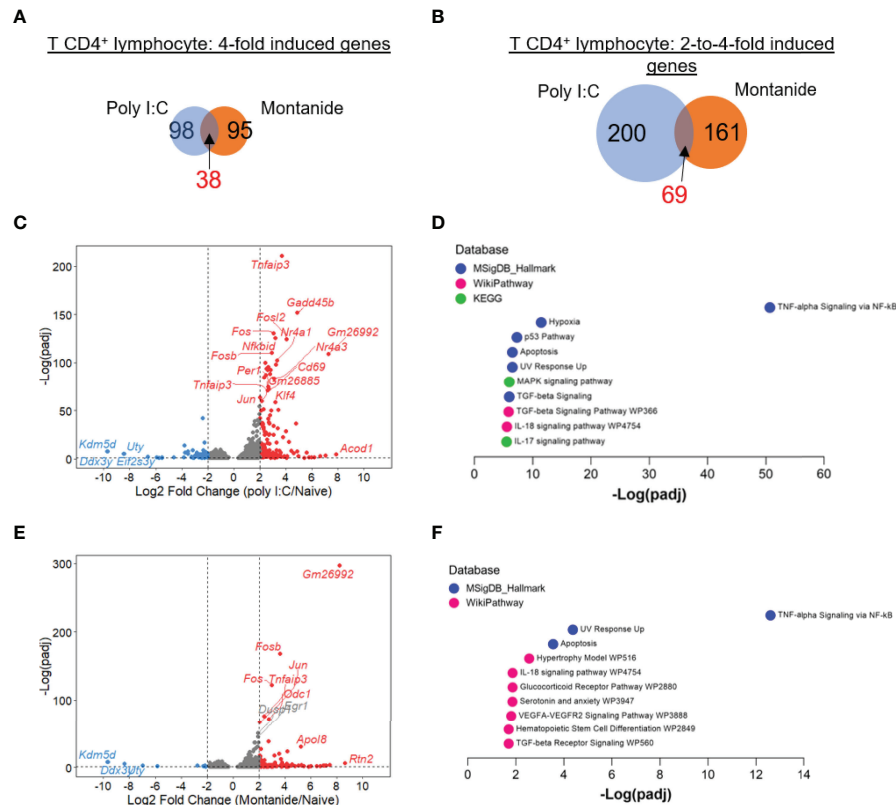 A
T CD4⁺ lymphocyte: 4-fold induced genes
Poly I:C
Montanide
98
95
38
B
T CD4⁺ lymphocyte: 2-to-4-fold induced
genes
Poly I:C
Montanide
200
161
69
C
-Log(padj)
200
150
100
50
0
Tnfaip3
Gadd45b
Fosl2
Fos
Nr4a1
Gm26992
Nfkbid
Nr4a3
Fosb
Cd69
Per1
Gm26885
Tnfaip3
Jun
Klf4
Kdm5d
Uty
Acod1
Ddx3y
Eif2s3y
-10 -8 -6 -4 -2 0 2 4 6 8 10
Log2 Fold Change (poly I:C/Naive)
D
Database
MSigDB_Hallmark
WikiPathway
KEGG
TNF-alpha Signaling via NF-kB
Hypoxia
p53 Pathway
Apoptosis
UV Response Up
MAPK signaling pathway
TGF-beta Signaling
TGF-beta Signaling Pathway WP366
IL-18 signaling pathway WP4754
IL-17 signaling pathway
0 10 20 30 40 50 60
-Log(padj)
E
-Log(padj)
300
200
100
0
Gm26992
Fosb
Jun
Fos
Tnfaip3
Odc1
Dusp1
Egr1
Apol8
Kdm5d
Rtn2
Uty
-10 -8 -6 -4 -2 0 2 4 6 8 10
Log2 Fold Change (Montanide/Naive)
F
Database
MSigDB_Hallmark
WikiPathway
TNF-alpha Signaling via NF-kB
UV Response Up
Apoptosis
Hypertrophy Model WP516
IL-18 signaling pathway WP4754
Glucocorticoid Receptor Pathway WP2880
Serotonin and anxiety WP3947
VEGFA-VEGFR2 Signaling Pathway WP3888
Hematopoietic Stem Cell Differentiation WP2849
TGF-beta Receptor Signaling WP560
0 2 4 6 8 10 12 14
-Log(padj)